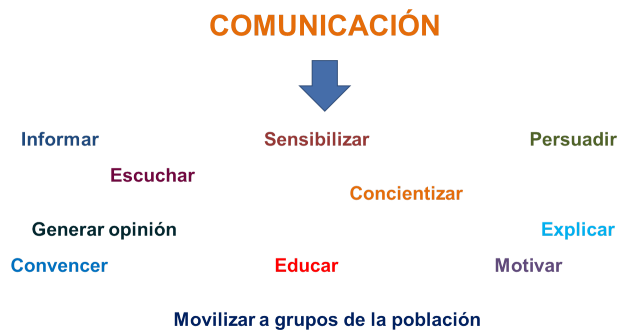 COMUNICACIÓN
Informar Sensibilizar Persuadir
Escuchar
Concientizar
Generar opinión Explicar
Convencer Educar Motivar
Movilizar a grupos de la población